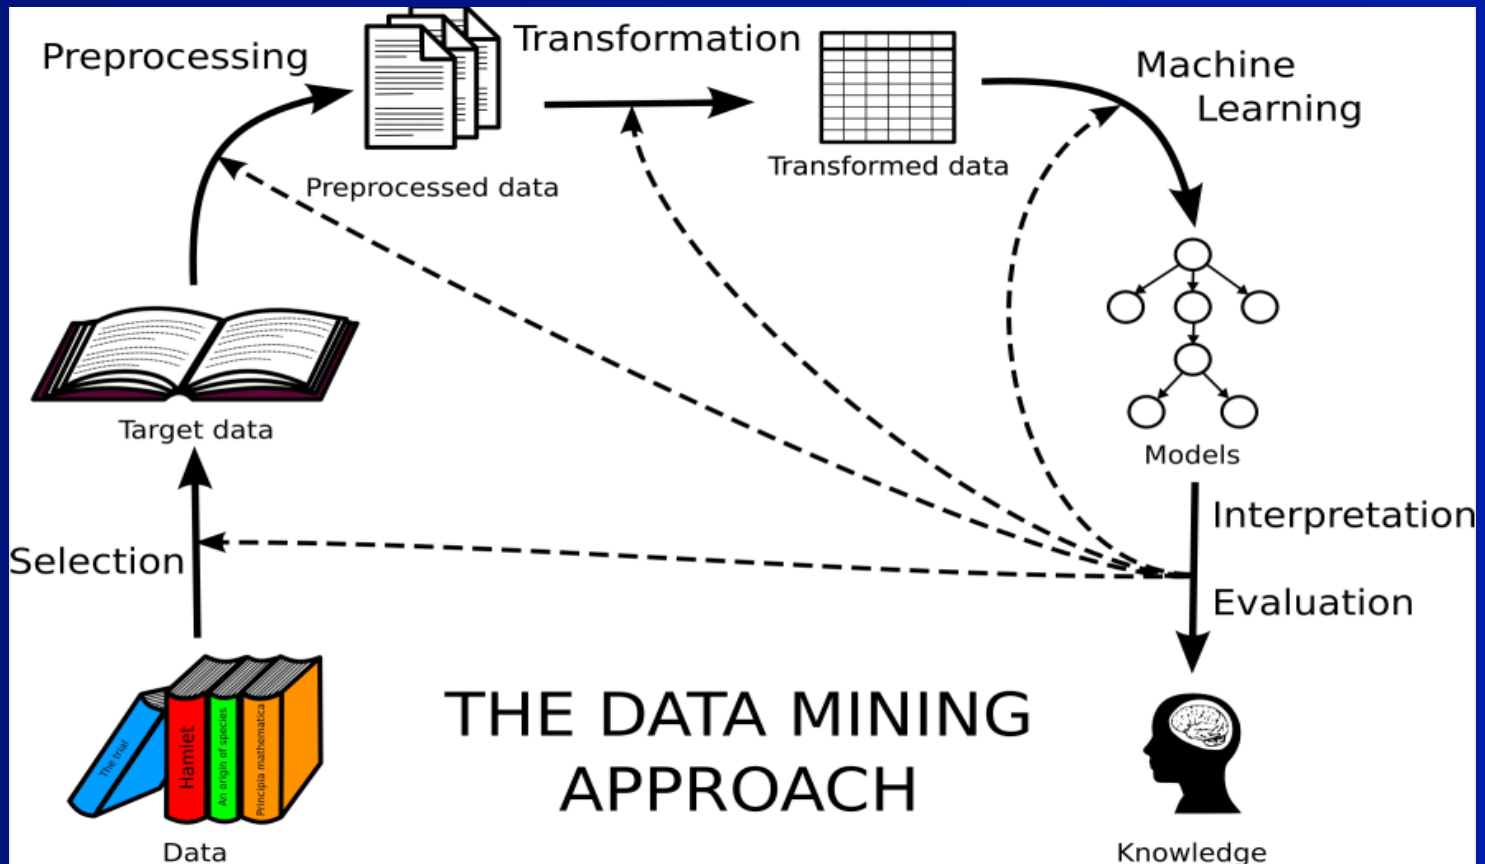 Preprocessing
Transformation
Machine
Learning
Preprocessed data
Transformed data
Target data
Models
Selection
Interpretation
Evaluation
The trial
Hamlet
An origin of species
Principia mathematica
THE DATA MINING
APPROACH
Data
Knowledge